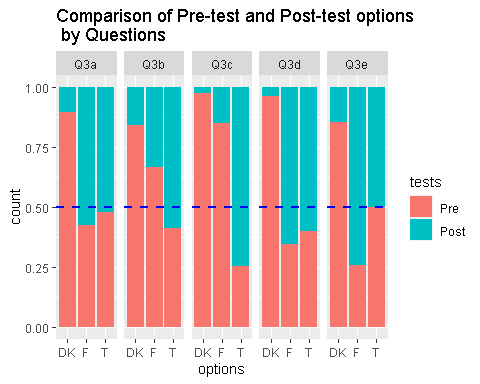 Comparison of Pre-test and Post-test options
by Questions
Q3a Q3b Q3c Q3d Q3e
1.00
0.75
0.50
0.25
0.00
count
DK F T DK F T DK F T DK F T DK F T
options
tests
Pre
Post